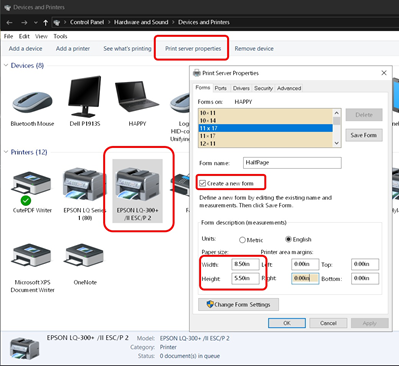 Devices and Printers
Control Panel > Hardware and Sound > Devices and Printers
File Edit View Tools
Add a device Add a printer See what's printing Print server properties Remove device
Devices (8)
Bluetooth Mouse
Dell P1914S
HAPPY
HID-co
Unifying
Printers (12)
CutePDF Writer
EPSON LQ Series
1 (80)
EPSON LQ-300+
/II ESC/P 2
Microsoft XPS
Document Writer
OneNote
EPSON LQ-300+ /II ESC/P 2
Model: EPSON LQ-300+ /II ESC/P 2
Category: Printer
Status: 0 document(s) in queue
Print Server Properties
Forms Ports Drivers Security Advanced
Forms on: HAPPY
10×11
10×14
11 x 17
11×17
12×11
Delete
Save Form
Form name: HalfPage
Create a new form
Define a new form by editing the existing name and
measurements. Then click Save Form.
Form description (measurements)
Units: Metric English
Paper size: Printer area margins:
Width: 8.50in Left: 0.00in Top: 0.00in
Height: 5.50in Right: 0.00in Bottom: 0.00in
Change Form Settings
OK Cancel Apply